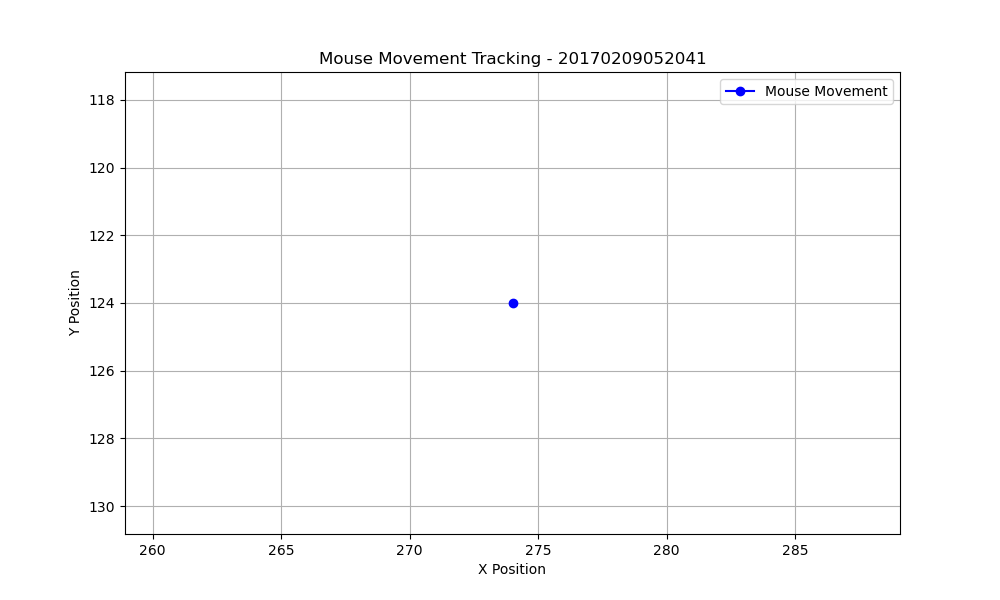 Mouse Movement Tracking - 20170209052041
Mouse Movement
118
120
122
124
126
128
130
Y Position
260 265 270 275 280 285
X Position